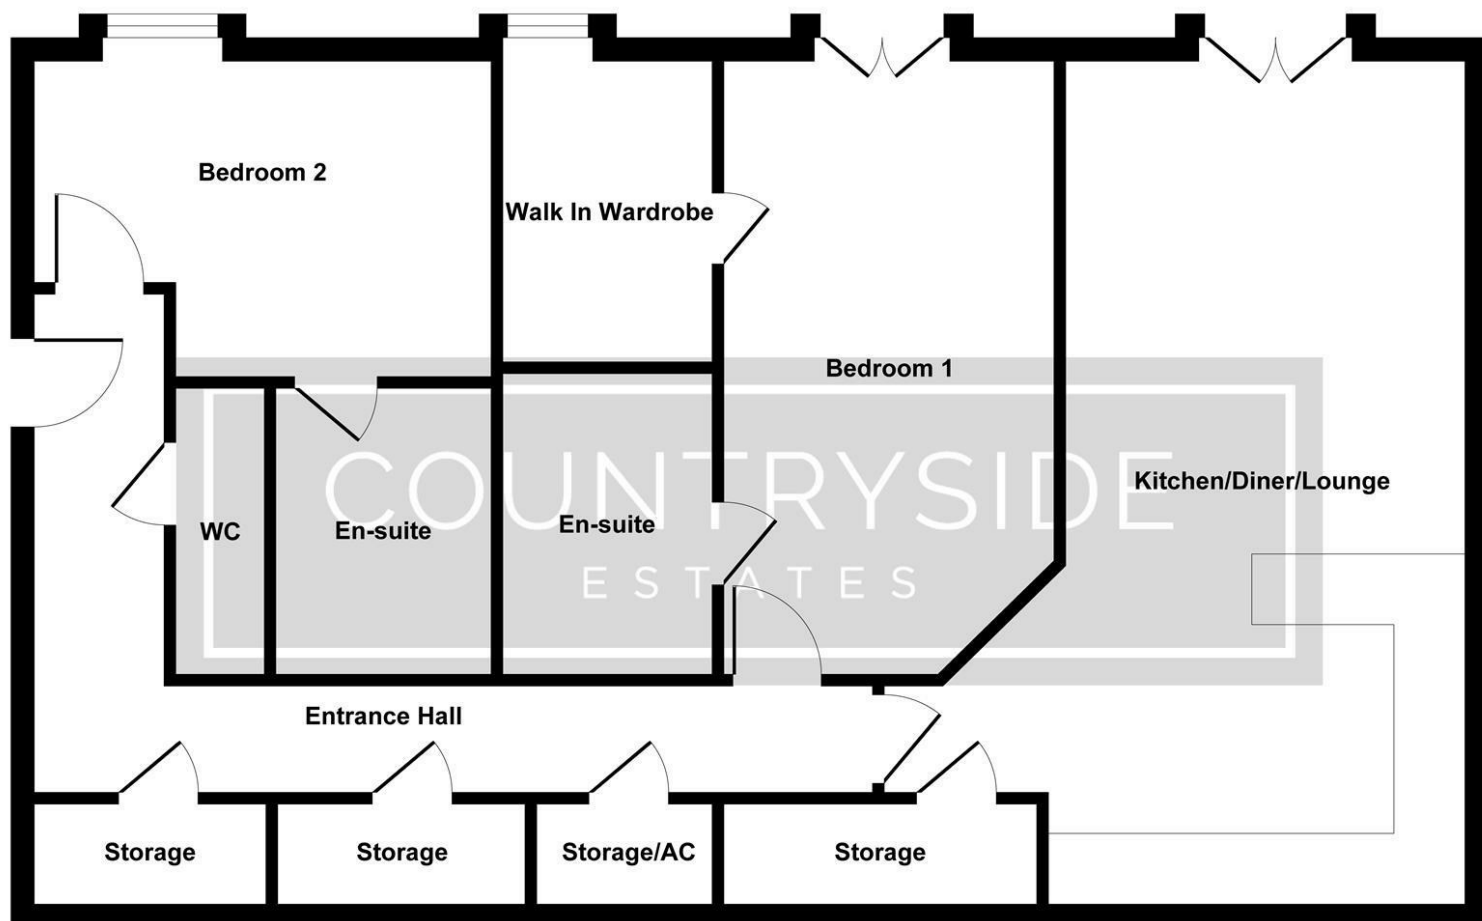 Bedroom 2
Walk In Wardrobe
Bedroom 1
Kitchen/Diner/Lounge
COUNTRYSIDE
ESTATES
WC
En-suite
En-suite
Entrance Hall
Storage
Storage
Storage/AC
Storage